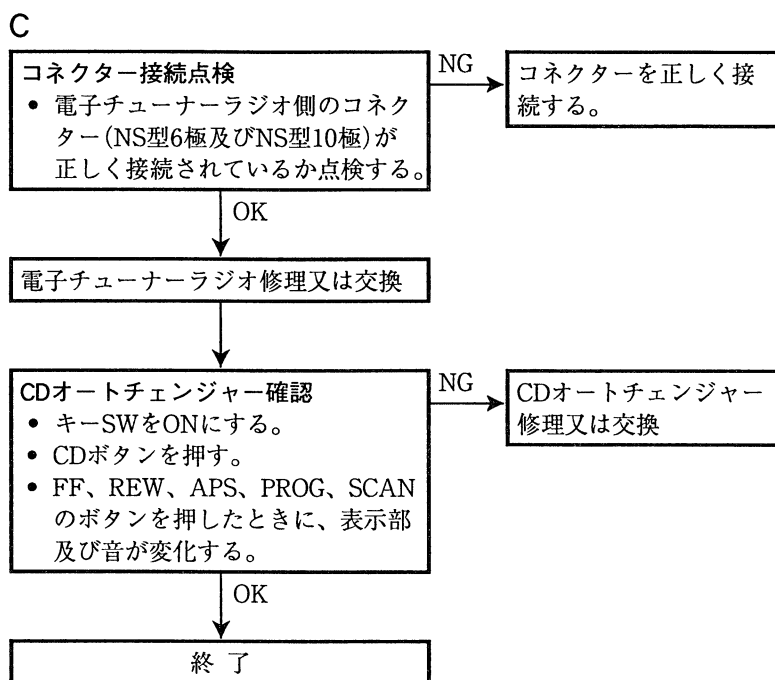 C
コネクター接続点検
• 電子チューナーラジオ側のコネク
ター(NS型6極及びNS型10極)が
正しく接続されているか点検する。
NG
コネクターを正しく接
続する。
OK
電子チューナーラジオ修理又は交換
CDオートチェンジャー確認
• キーSWをONにする。
• CDボタンを押す。
• FF、REW、APS、PROG、SCAN
のボタンを押したときに、表示部
及び音が変化する。
NG
CDオートチェンジャー
修理又は交換
OK
終 了